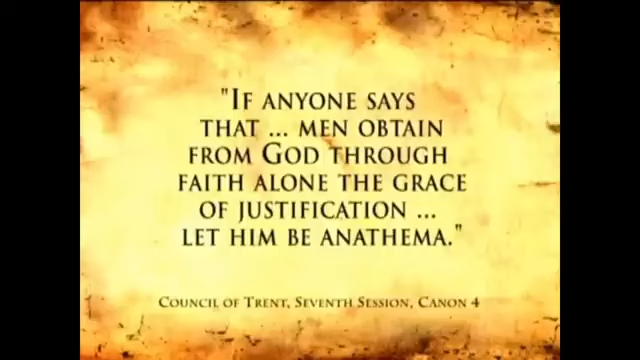 "If anyone says
that ... men obtain
from God through
faith alone the grace
of justification ...
let him be anathema."
Council of Trent, Seventh Session, Canon 4